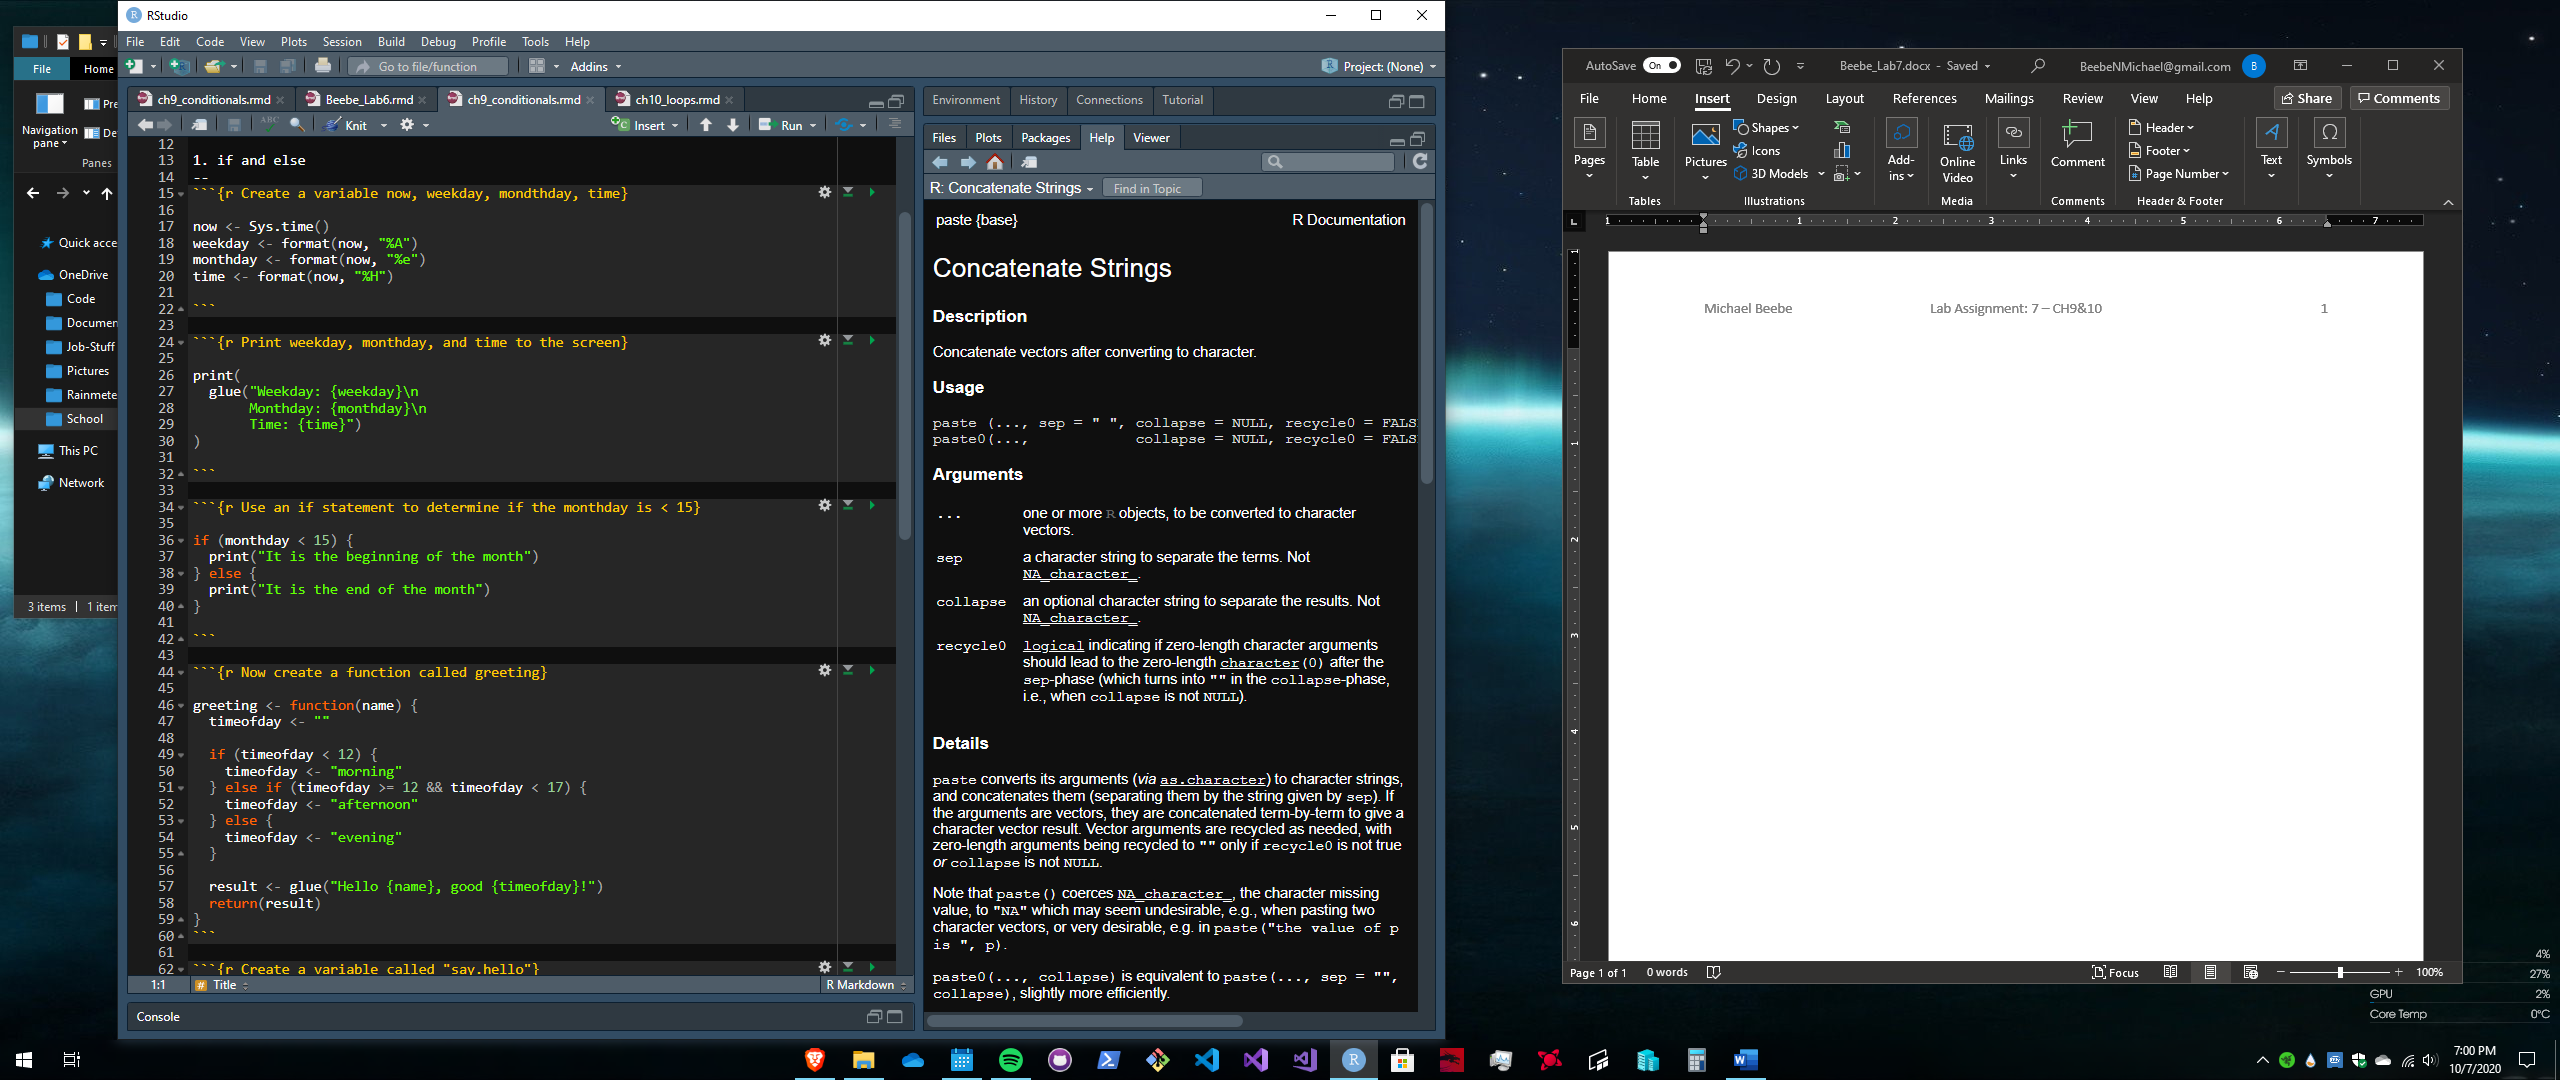 File Home
Navigation
pane
Panes
Quick acce
OneDrive
Code
Documen
Job-Stuff
Pictures
Rainmete
School
This PC
Network
3 items 1 item
RStudio
File Edit Code View Plots Session Build Debug Profile Tools Help
Go to file/function Addins Project: (None)
ch9_conditionals.rmd Beebe_Lab6.rmd ch9_conditionals.rmd ch10_loops.rmd
Knit Insert Run
12
13 1. if and else
14 --
15 ```{r Create a variable now, weekday, mondthday, time}
16
17 now <- Sys.time()
18 weekday <- format(now, "%A")
19 monthday <- format(now, "%e")
20 time <- format(now, "%H")
21
22 ```
23
24 ```{r Print weekday, monthday, and time to the screen}
25
26 print(
27 glue("Weekday: {weekday}\n
28 Monthday: {monthday}\n
29 Time: {time}")
30 )
31
32 ```
33
34 ```{r Use an if statement to determine if the monthday is < 15}
35
36 if (monthday < 15) {
37 print("It is the beginning of the month")
38 } else {
39 print("It is the end of the month")
40 }
41
42 ```
43
44 ```{r Now create a function called greeting}
45
46 greeting <- function(name) {
47 timeofday <- ""
48
49 if (timeofday < 12) {
50 timeofday <- "morning"
51 } else if (timeofday >= 12 && timeofday < 17) {
52 timeofday <- "afternoon"
53 } else {
54 timeofday <- "evening"
55 }
56
57 result <- glue("Hello {name}, good {timeofday}!")
58 return(result)
59 }
60 ```
61
62 ```{r Create a variable called "say.hello"}
1:1 # Title R Markdown
Console
Environment History Connections Tutorial
Files Plots Packages Help Viewer
R: Concatenate Strings Find in Topic
paste {base} R Documentation
Concatenate Strings
Description
Concatenate vectors after converting to character.
Usage
paste (..., sep = " ", collapse = NULL, recycle0 = FALS
paste0(..., collapse = NULL, recycle0 = FALS
Arguments
... one or more R objects, to be converted to character
vectors.
sep a character string to separate the terms. Not
NA_character_.
collapse an optional character string to separate the results. Not
NA_character_.
recycle0 logical indicating if zero-length character arguments
should lead to the zero-length character(0) after the
sep-phase (which turns into "" in the collapse-phase,
i.e., when collapse is not NULL).
Details
paste converts its arguments (via as.character) to character strings,
and concatenates them (separating them by the string given by sep). If
the arguments are vectors, they are concatenated term-by-term to give a
character vector result. Vector arguments are recycled as needed, with
zero-length arguments being recycled to "" only if recycle0 is not true
or collapse is not NULL.
Note that paste() coerces NA_character_, the character missing
value, to "NA" which may seem undesirable, e.g., when pasting two
character vectors, or very desirable, e.g. in paste("the value of p
is ", p).
paste0(..., collapse) is equivalent to paste(..., sep = "",
collapse), slightly more efficiently.
AutoSave On Beebe_Lab7.docx - Saved BeebeNMichael@gmail.com B
File Home Insert Design Layout References Mailings Review View Help Share Comments
Pages
Table
Tables
Pictures
Shapes
Icons
3D Models
Illustrations
Add-
ins
Online
Video
Media
Links
Comment
Comments
Header
Footer
Page Number
Header & Footer
Text
Symbols
1 1 2 3 4 5 6 7
Michael Beebe Lab Assignment: 7 – CH9&10 1
Page 1 of 1 0 words Focus 100%
4%
27%
GPU 2%
Core Temp 0°C
7:00 PM
10/7/2020